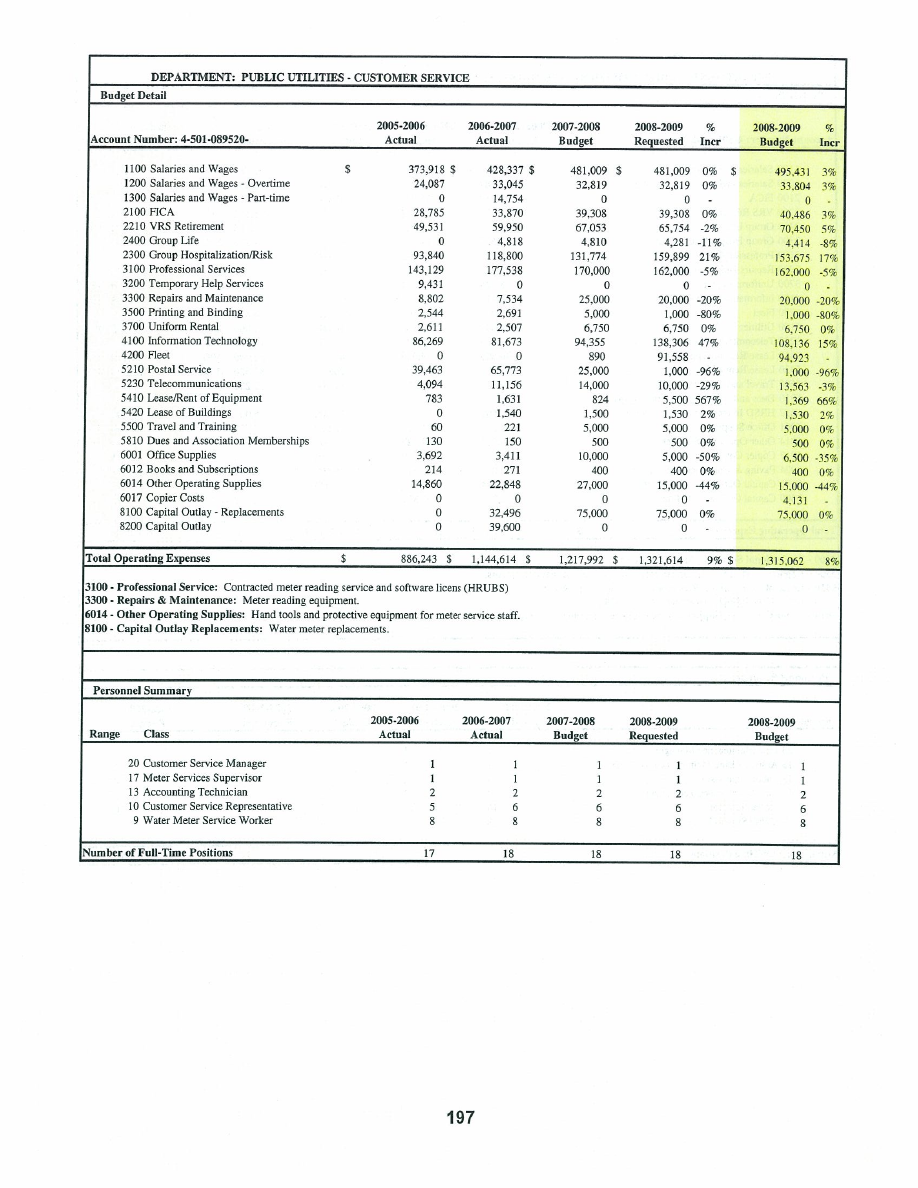 DEPARTMENT: PUBLIC UTILITIES - CUSTOMER SERVICE
Budget Detail
2005-2006 2006-2007 2007-2008 2008-2009 % 2008-2009 %
Account Number: 4-501-089520- Actual Actual Budget Requested Incr Budget Incr
1100 Salaries and Wages $ 373,918 $ 428,337 $ 481,009 $ 481,009 0% $ 495,431 3%
1200 Salaries and Wages - Overtime 24,087 33,045 32,819 32,819 0% 33,804 3%
1300 Salaries and Wages - Part-time 0 14,754 0 0 - 0 -
2100 FICA 28,785 33,870 39,308 39,308 0% 40,486 3%
2210 VRS Retirement 49,531 59,950 67,053 65,754 -2% 70,450 5%
2400 Group Life 0 4,818 4,810 4,281 -11% 4,414 -8%
2300 Group Hospitalization/Risk 93,840 118,800 131,774 159,899 21% 153,675 17%
3100 Professional Services 143,129 177,538 170,000 162,000 -5% 162,000 -5%
3200 Temporary Help Services 9,431 0 0 0 - 0 -
3300 Repairs and Maintenance 8,802 7,534 25,000 20,000 -20% 20,000 -20%
3500 Printing and Binding 2,544 2,691 5,000 1,000 -80% 1,000 -80%
3700 Uniform Rental 2,611 2,507 6,750 6,750 0% 6,750 0%
4100 Information Technology 86,269 81,673 94,355 138,306 47% 108,136 15%
4200 Fleet 0 0 890 91,558 - 94,923 -
5210 Postal Service 39,463 65,773 25,000 1,000 -96% 1,000 -96%
5230 Telecommunications 4,094 11,156 14,000 10,000 -29% 13,563 -3%
5410 Lease/Rent of Equipment 783 1,631 824 5,500 567% 1,369 66%
5420 Lease of Buildings 0 1,540 1,500 1,530 2% 1,530 2%
5500 Travel and Training 60 221 5,000 5,000 0% 5,000 0%
5810 Dues and Association Memberships 130 150 500 500 0% 500 0%
6001 Office Supplies 3,692 3,411 10,000 5,000 -50% 6,500 -35%
6012 Books and Subscriptions 214 271 400 400 0% 400 0%
6014 Other Operating Supplies 14,860 22,848 27,000 15,000 -44% 15,000 -44%
6017 Copier Costs 0 0 0 0 - 4,131 -
8100 Capital Outlay - Replacements 0 32,496 75,000 75,000 0% 75,000 0%
8200 Capital Outlay 0 39,600 0 0 - 0 -
Total Operating Expenses $ 886,243 $ 1,144,614 $ 1,217,992 $ 1,321,614 9% $ 1,315,062 8%
3100 - Professional Service: Contracted meter reading service and software licens (HRUBS)
3300 - Repairs & Maintenance: Meter reading equipment.
6014 - Other Operating Supplies: Hand tools and protective equipment for meter service staff.
8100 - Capital Outlay Replacements: Water meter replacements.
Personnel Summary
2005-2006 2006-2007 2007-2008 2008-2009 2008-2009
Range Class Actual Actual Budget Requested Budget
20 Customer Service Manager 1 1 1 1 1
17 Meter Services Supervisor 1 1 1 1 1
13 Accounting Technician 2 2 2 2 2
10 Customer Service Representative 5 6 6 6 6
9 Water Meter Service Worker 8 8 8 8 8
Number of Full-Time Positions 17 18 18 18 18
197